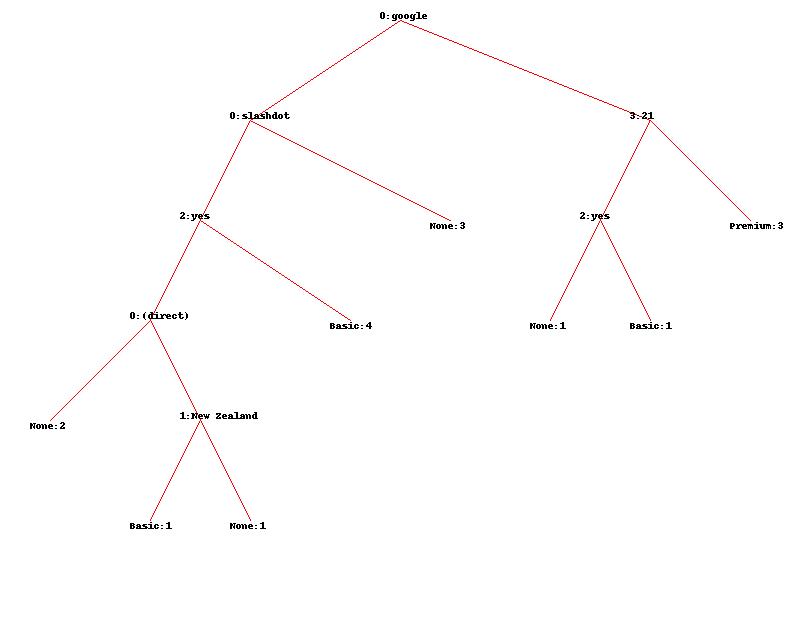 0:google
0:slashdot
3:21
2:yes
None:3
2:yes
Premium:3
0:(direct)
Basic:4
None:1
Basic:1
None:2
1:New Zealand
Basic:1
None:1